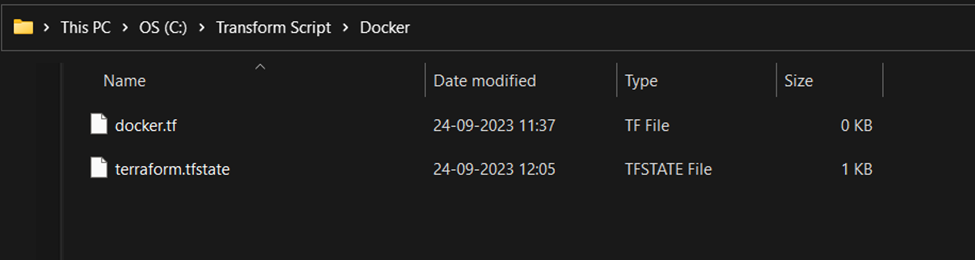 This PC > OS (C:) > Transform Script > Docker
Name Date modified Type Size
docker.tf 24-09-2023 11:37 TF File 0 KB
terraform.tfstate 24-09-2023 12:05 TFSTATE File 1 KB